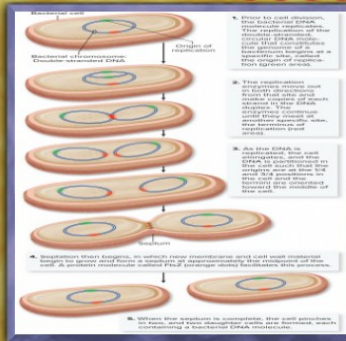 Bacterial cell
Bacterial chromosome:
Double-stranded DNA
Origin of
replication
1. Prior to cell division,
the bacterial DNA
molecule replicates.
The replication of the
double-stranded,
circular DNA mole-
cule that constitutes
the genome of a
bacterium begins at a
specific site, called
the origin of replica-
tion (green area).
2. The replication
enzymes move out
in both directions
from that site and
make copies of each
strand in the DNA
duplex. The
enzymes continue
until they meet at
another specific site,
the terminus of
replication (red
area).
3. As the DNA is
replicated, the cell
elongates, and the
DNA is partitioned in
the cell such that the
origins are at the 1/4
and 3/4 positions in
the cell and the
termini are oriented
toward the middle of
the cell.
Septum
4. Septation then begins, in which new membrane and cell wall material
begin to grow and form a septum at approximately the midpoint of the
cell. A protein molecule called FtsZ (orange dots) facilitates this process.
5. When the septum is complete, the cell pinches
in two, and two daughter cells are formed, each
containing a bacterial DNA molecule.